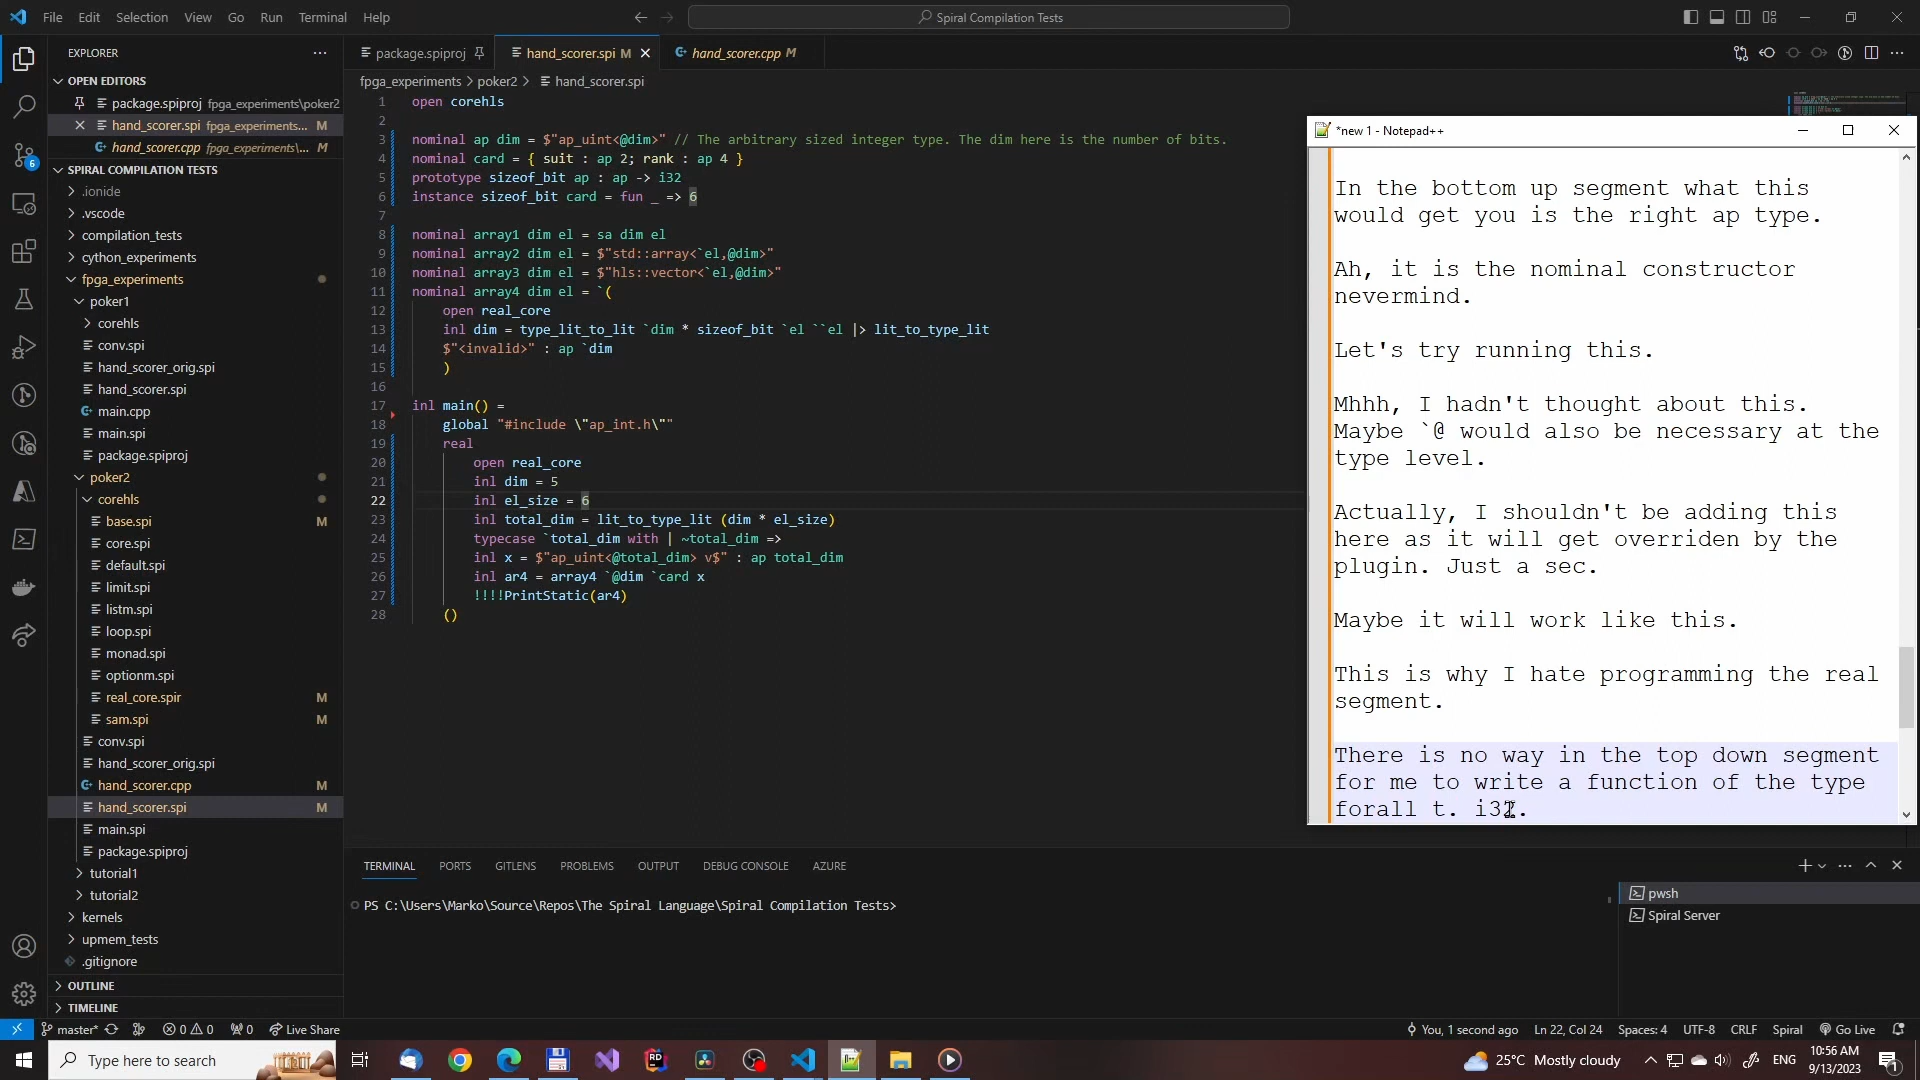 File Edit Selection View Go Run Terminal Help
Spiral Compilation Tests
EXPLORER
OPEN EDITORS
package.spiproj fpga_experiments\poker2
hand_scorer.spi fpga_experiments... M
hand_scorer.cpp fpga_experiments\... M
SPIRAL COMPILATION TESTS
.ionide
.vscode
compilation_tests
cython_experiments
fpga_experiments
poker1
corehls
conv.spi
hand_scorer_orig.spi
hand_scorer.spi
main.cpp
main.spi
package.spiproj
poker2
corehls
base.spi M
core.spi
default.spi
limit.spi
listm.spi
loop.spi
monad.spi
optionm.spi
real_core.spir M
sam.spi M
conv.spi
hand_scorer_orig.spi
hand_scorer.cpp M
hand_scorer.spi M
main.spi
package.spiproj
tutorial1
tutorial2
kernels
upmem_tests
.gitignore
OUTLINE
TIMELINE
package.spiproj
hand_scorer.spi M
hand_scorer.cpp M
fpga_experiments > poker2 > hand_scorer.spi
1 open corehls
2
3 nominal ap dim = $"ap_uint<@dim>" // The arbitrary sized integer type. The dim here is the number of bits.
4 nominal card = { suit : ap 2; rank : ap 4 }
5 prototype sizeof_bit ap : ap -> i32
6 instance sizeof_bit card = fun _ => 6
7
8 nominal array1 dim el = sa dim el
9 nominal array2 dim el = $"std::array<`el,@dim>"
10 nominal array3 dim el = $"hls::vector<`el,@dim>"
11 nominal array4 dim el = `(
12 open real_core
13 inl dim = type_lit_to_lit `dim * sizeof_bit `el ``el |> lit_to_type_lit
14 $"<invalid>" : ap `dim
15 )
16
17 inl main() =
18 global "#include \"ap_int.h\""
19 real
20 open real_core
21 inl dim = 5
22 inl el_size = 6
23 inl total_dim = lit_to_type_lit (dim * el_size)
24 typecase `total_dim with | ~total_dim =>
25 inl x = $"ap_uint<@total_dim> v$" : ap total_dim
26 inl ar4 = array4 `@dim `card x
27 !!!!PrintStatic(ar4)
28 ()
*new 1 - Notepad++
In the bottom up segment what this
would get you is the right ap type.
Ah, it is the nominal constructor
nevermind.
Let's try running this.
Mhhh, I hadn't thought about this.
Maybe `@ would also be necessary at the
type level.
Actually, I shouldn't be adding this
here as it will get overriden by the
plugin. Just a sec.
Maybe it will work like this.
This is why I hate programming the real
segment.
There is no way in the top down segment
for me to write a function of the type
forall t. i32.
TERMINAL PORTS GITLENS PROBLEMS OUTPUT DEBUG CONSOLE AZURE
PS C:\Users\Marko\Source\Repos\The Spiral Language\Spiral Compilation Tests>
pwsh
Spiral Server
6
master* 0 0 0 Live Share
You, 1 second ago Ln 22, Col 24 Spaces: 4 UTF-8 CRLF Spiral Go Live
Type here to search
25°C Mostly cloudy
ENG
10:56 AM
9/13/2023
1